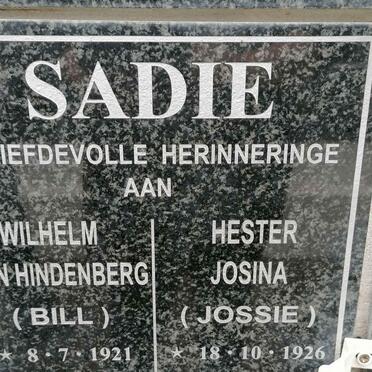 SADIE
IEFDEVOLLE HERINNERINGE
AAN
WILHELM
N HINDENBERG
( BILL )
★ 8 · 7 · 1921
HESTER
JOSINA
( JOSSIE )
★ 18 · 10 · 1926